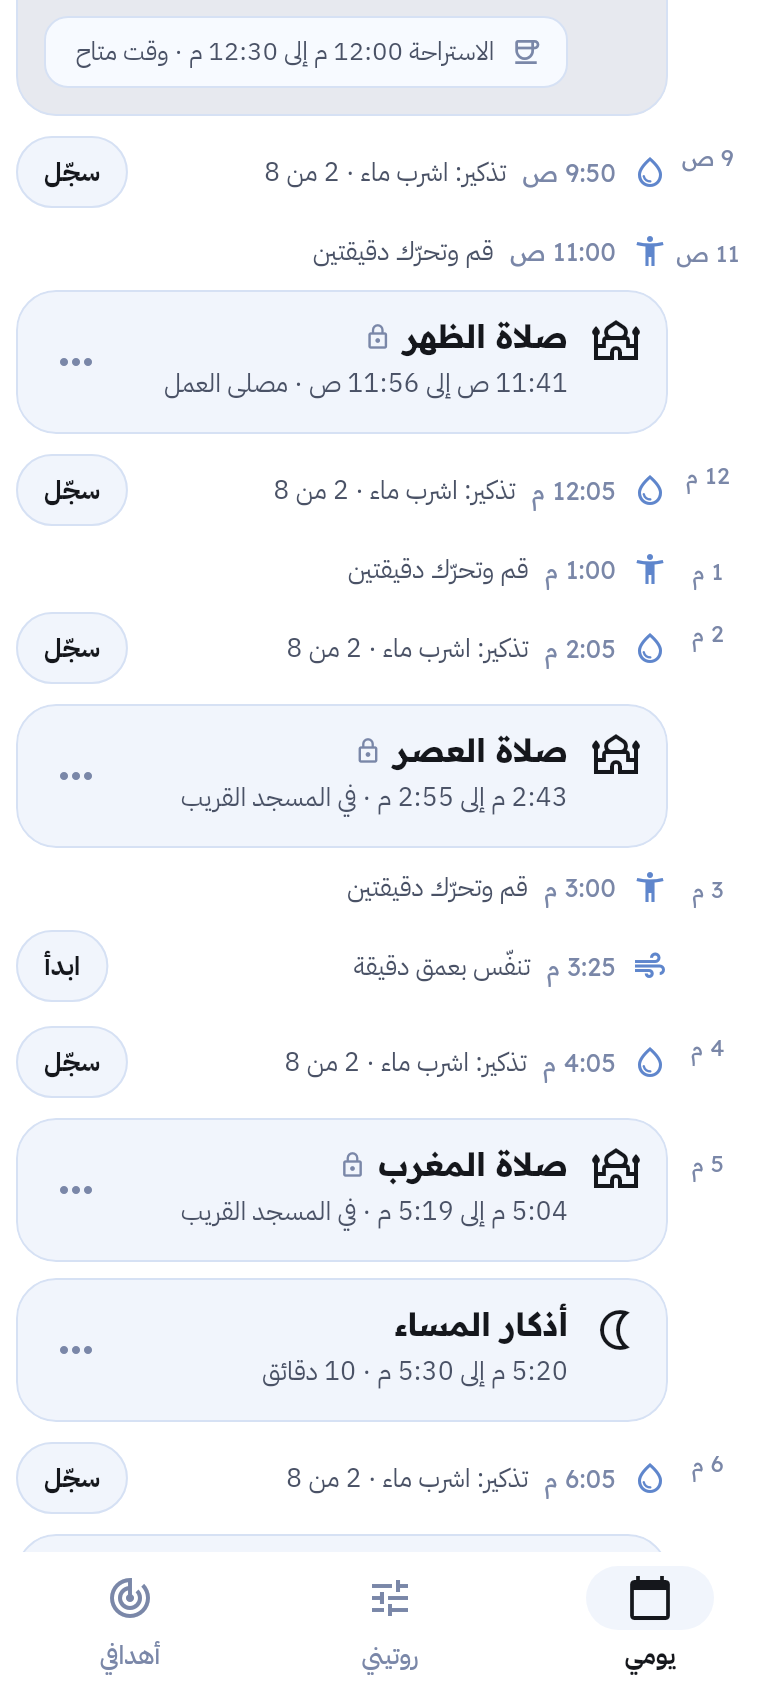 الاستراحة 12:00 م إلى 12:30 م · وقت متاح
9 ص
9:50 ص تذكير: اشرب ماء · 2 من 8
سجّل
11 ص
11:00 ص قم وتحرّك دقيقتين
صلاة الظهر
11:41 ص إلى 11:56 ص · مصلى العمل
12 م
12:05 م تذكير: اشرب ماء · 2 من 8
سجّل
1 م
1:00 م قم وتحرّك دقيقتين
2 م
2:05 م تذكير: اشرب ماء · 2 من 8
سجّل
صلاة العصر
2:43 م إلى 2:55 م · في المسجد القريب
3 م
3:00 م قم وتحرّك دقيقتين
3:25 م تنفّس بعمق دقيقة
ابدأ
4 م
4:05 م تذكير: اشرب ماء · 2 من 8
سجّل
5 م
صلاة المغرب
5:04 م إلى 5:19 م · في المسجد القريب
أذكار المساء
5:20 م إلى 5:30 م · 10 دقائق
6 م
6:05 م تذكير: اشرب ماء · 2 من 8
سجّل
يومي
روتيني
أهدافي